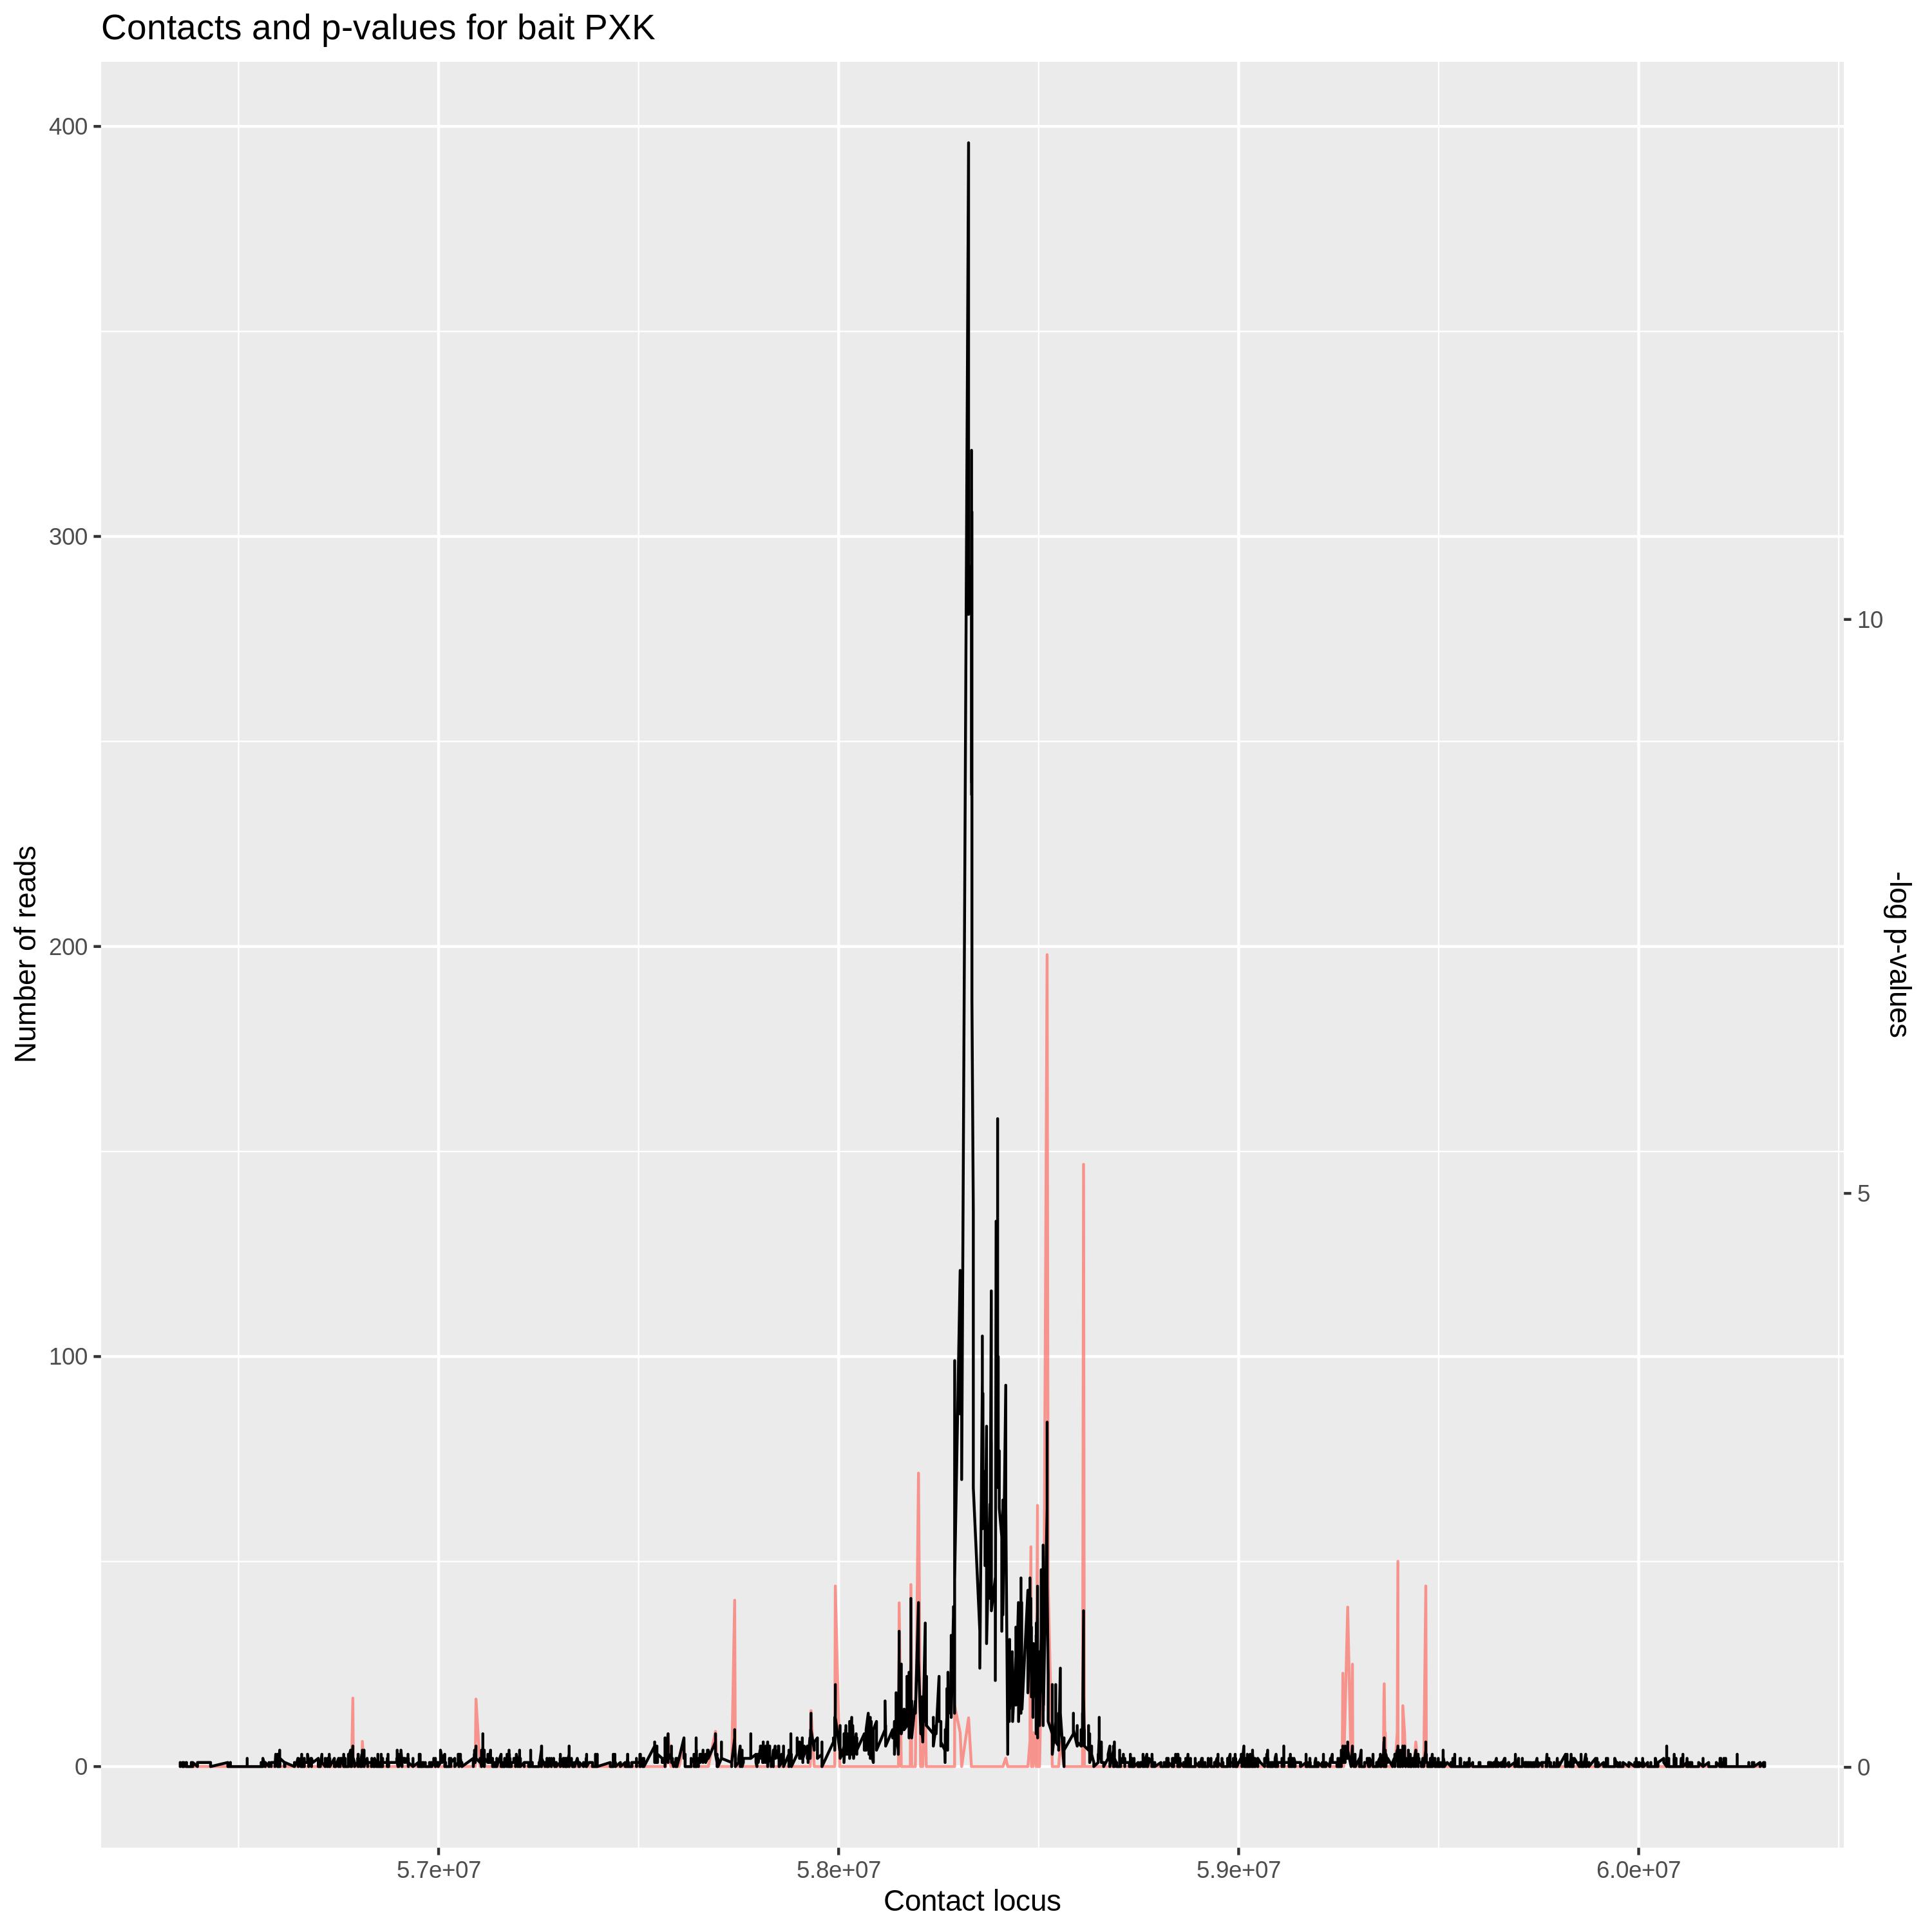 Contacts and p-values for bait PXK
400
300
200
100
0
Number of reads
10
5
0
-log p-values
5.7e+07
5.8e+07
5.9e+07
6.0e+07
Contact locus